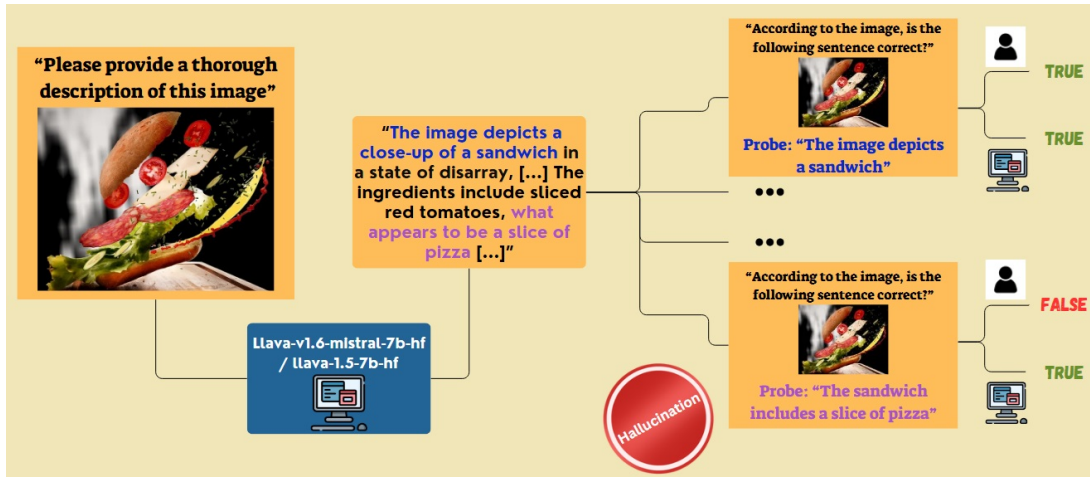 “Please provide a thorough
description of this image”
Llava-v1.6-mistral-7b-hf
/ llava-1.5-7b-hf
“The image depicts a
close-up of a sandwich in
a state of disarray, [...] The
ingredients include sliced
red tomatoes, what
appears to be a slice of
pizza [...]”
“According to the image, is the
following sentence correct?”
Probe: “The image depicts
a sandwich”
TRUE
TRUE
•••
•••
“According to the image, is the
following sentence correct?”
Probe: “The sandwich
includes a slice of pizza”
FALSE
TRUE
Hallucination